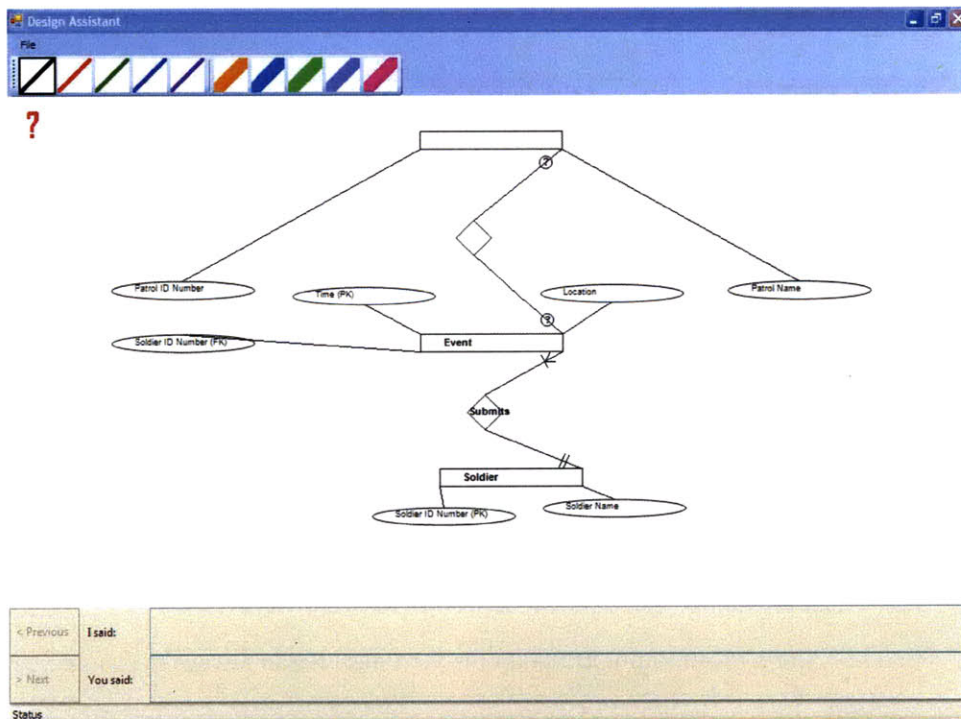 Design Assistant
File
?
?
Patrol ID Number
Time (PK)
Location
Patrol Name
?
Soldier ID Number (FK)
Event
Submits
Soldier
Soldier ID Number (PK)
Soldier Name
< Previous
I said:
> Next
You said:
Status